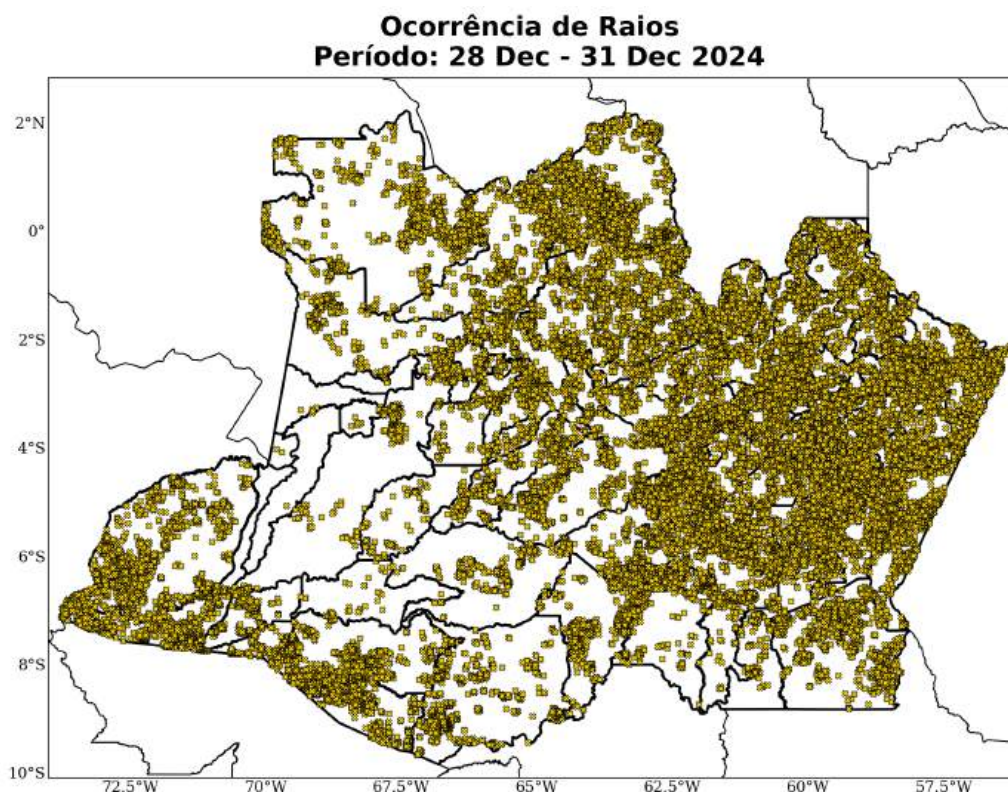 Ocorrência de Raios
Período: 28 Dec - 31 Dec 2024
2°N
0°
2°S
4°S
6°S
8°S
10°S
72.5°W 70°W 67.5°W 65°W 62.5°W 60°W 57.5°W